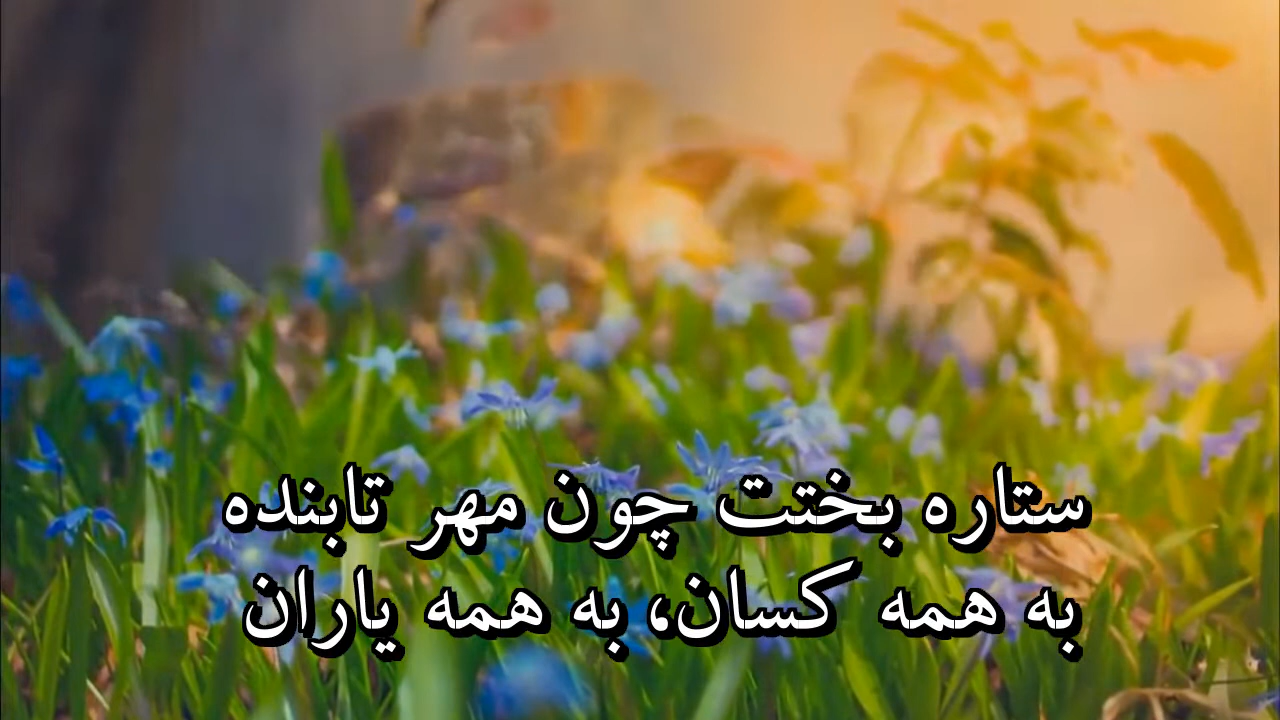 ستاره بختت چون مهر تابنده
به همه کسان، به همه یاران